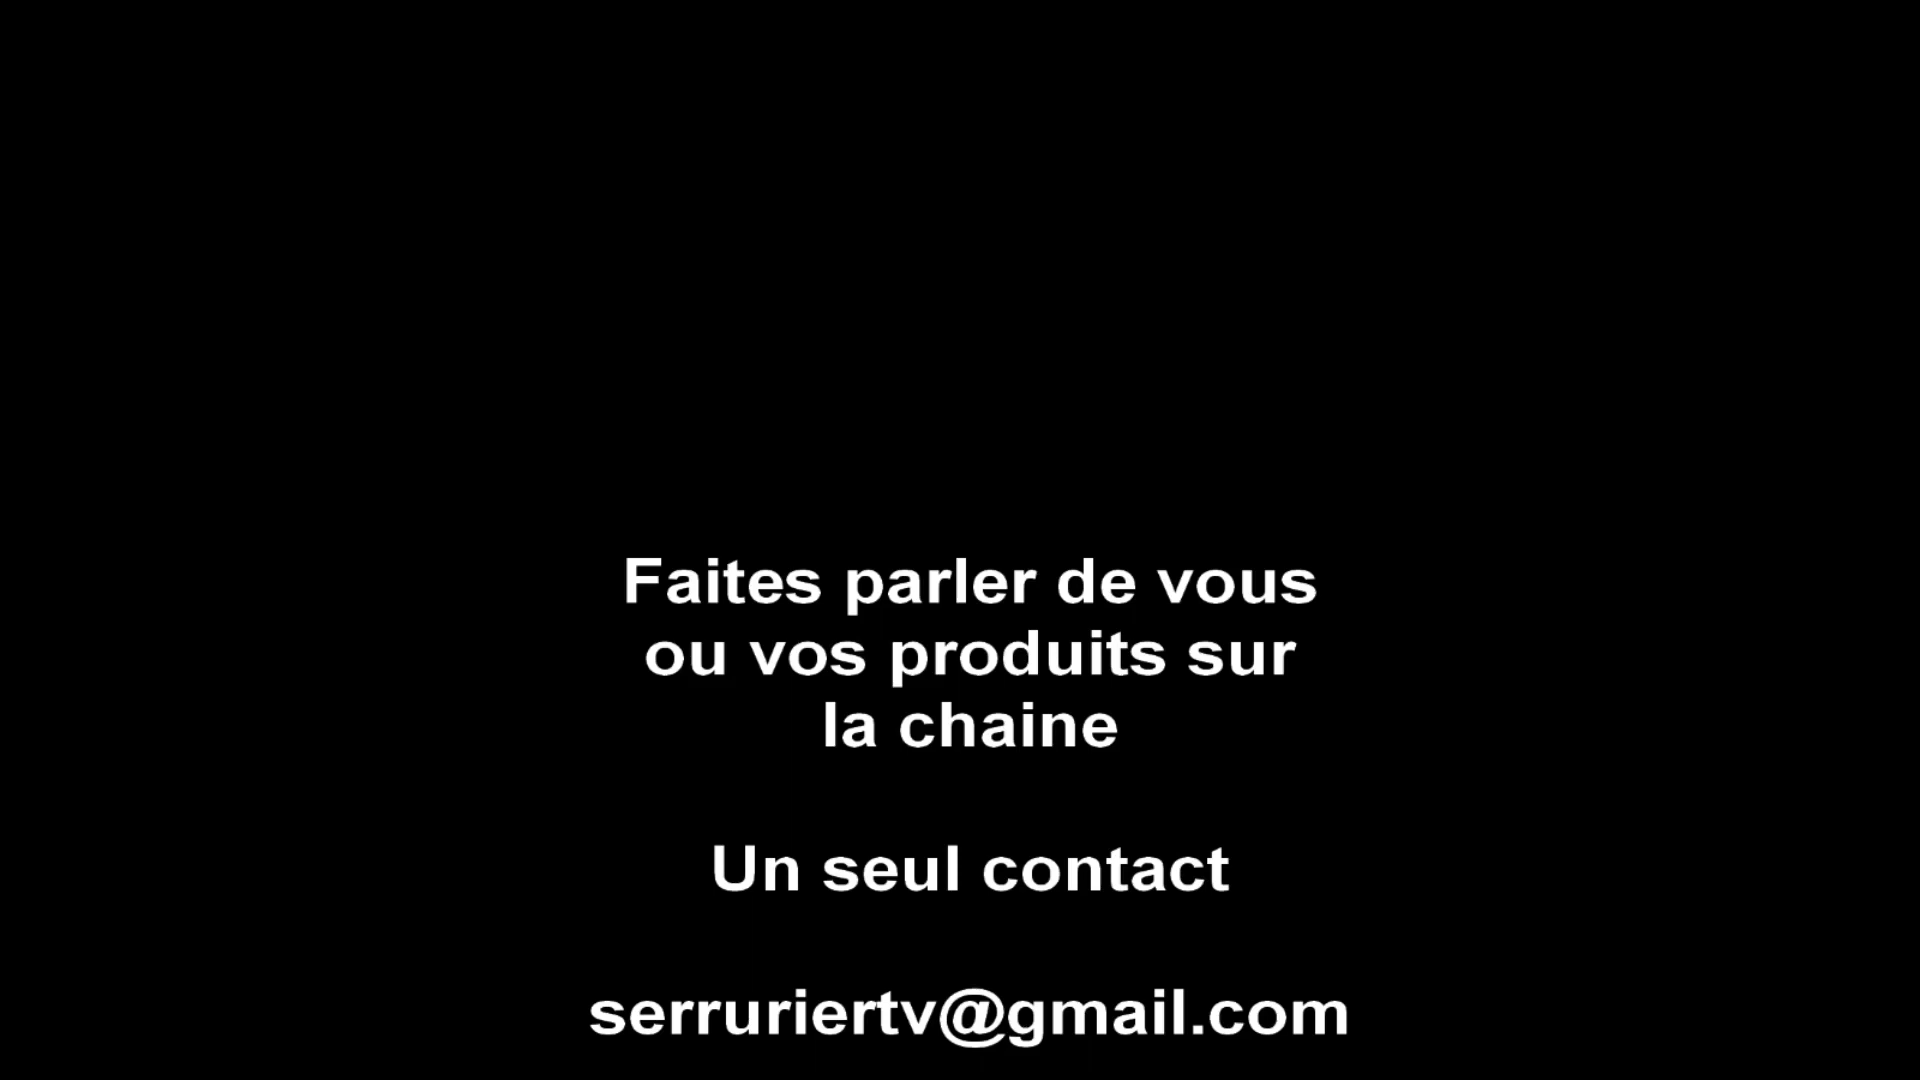 Faites parler de vous
ou vos produits sur
la chaine
Un seul contact
serruriertv@gmail.com